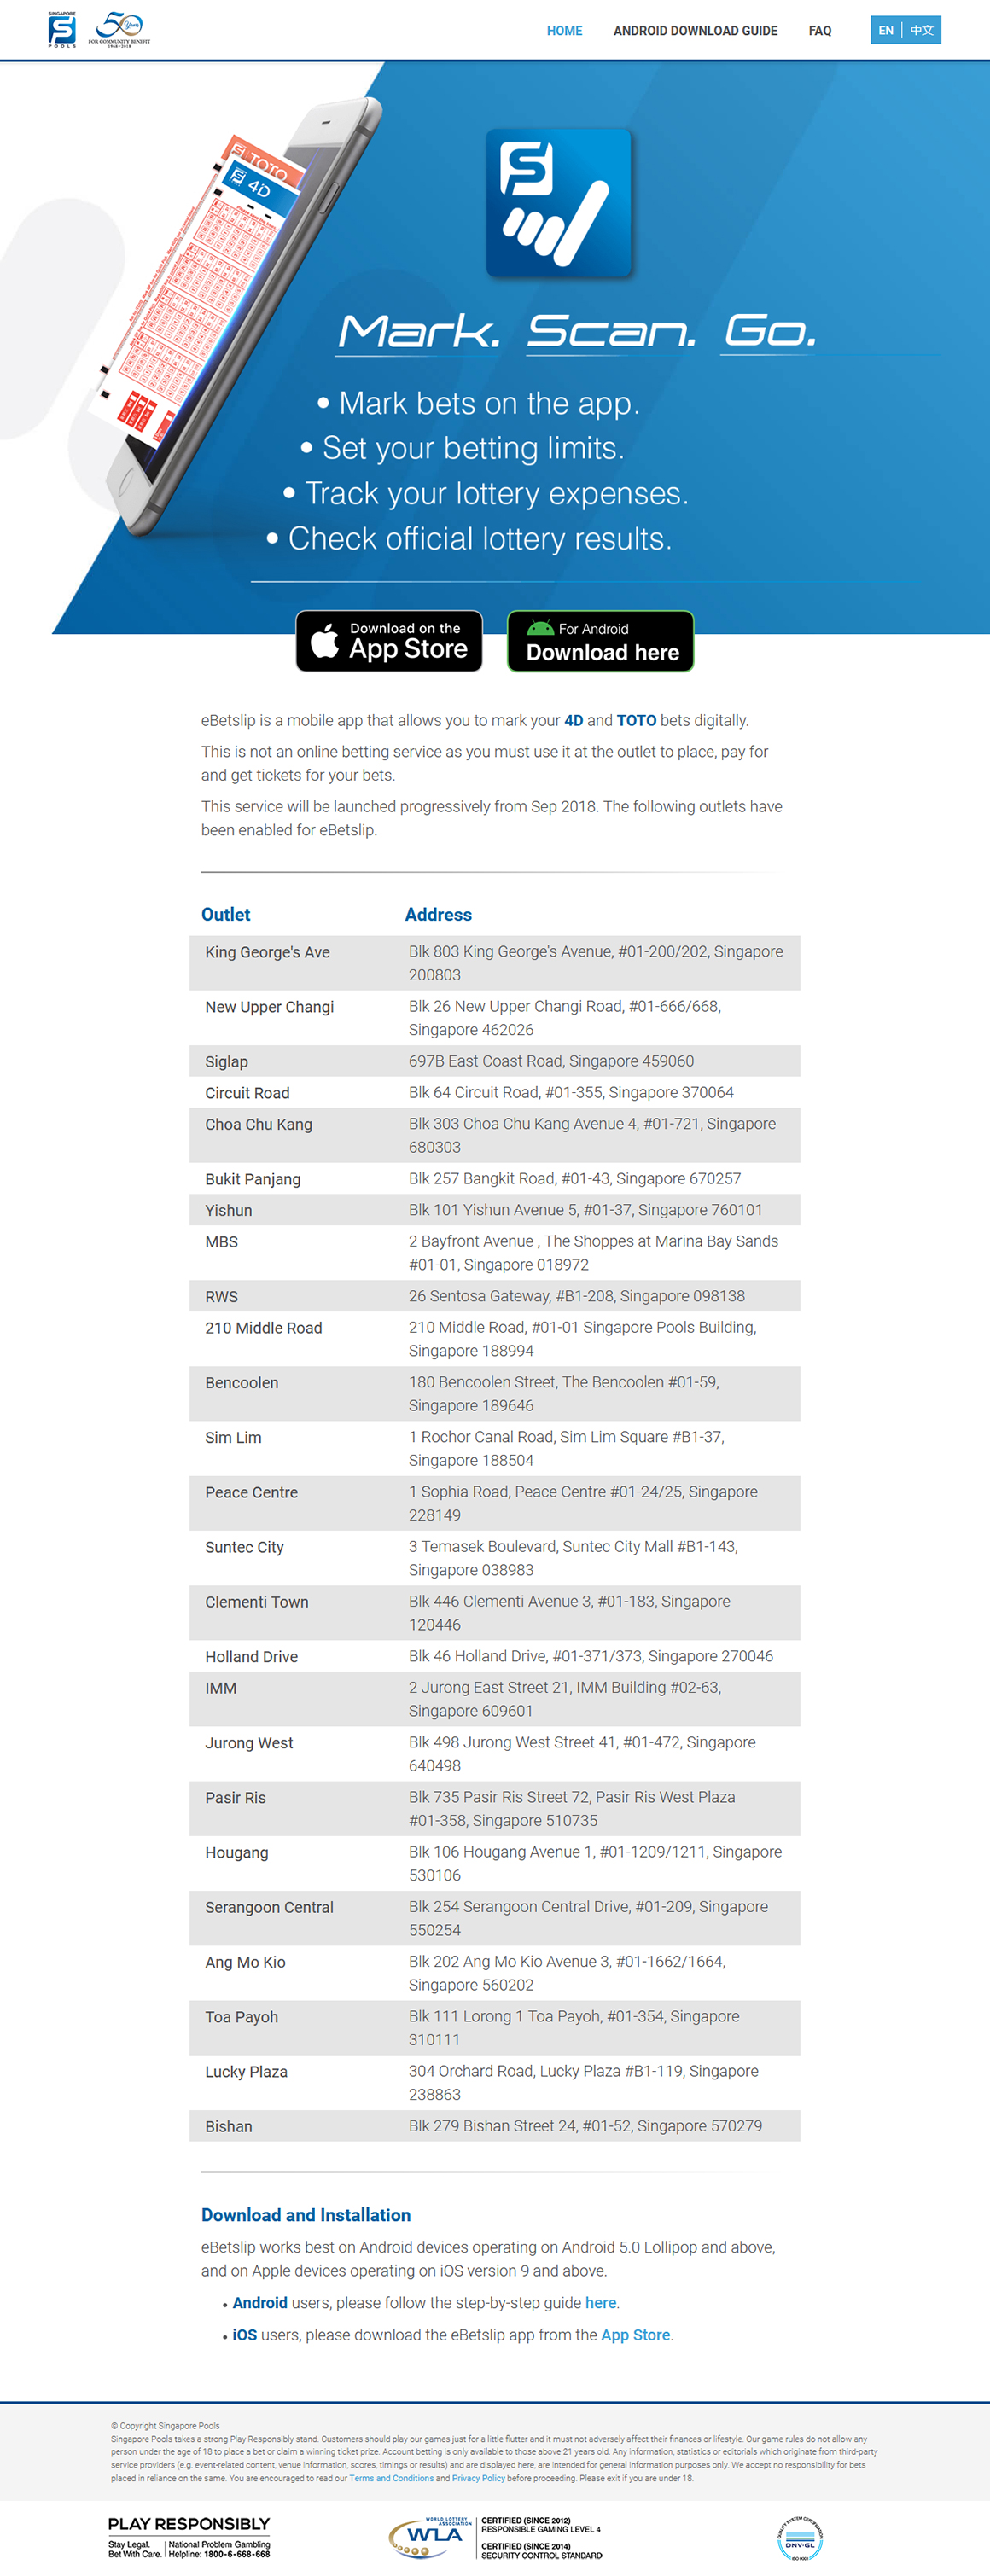 SINGAPORE
POOLS
50 Years
FOR COMMUNITY BENEFIT
1968-2018
HOME
ANDROID DOWNLOAD GUIDE
FAQ
EN
中文
TOTO
4D
Mark. Scan. Go.
• Mark bets on the app.
• Set your betting limits.
• Track your lottery expenses.
• Check official lottery results.
Download on the
App Store
For Android
Download here
eBetslip is a mobile app that allows you to mark your 4D and TOTO bets digitally.
This is not an online betting service as you must use it at the outlet to place, pay for
and get tickets for your bets.
This service will be launched progressively from Sep 2018. The following outlets have
been enabled for eBetslip.
Outlet Address
King George's Ave Blk 803 King George's Avenue, #01-200/202, Singapore
200803
New Upper Changi Blk 26 New Upper Changi Road, #01-666/668,
Singapore 462026
Siglap 697B East Coast Road, Singapore 459060
Circuit Road Blk 64 Circuit Road, #01-355, Singapore 370064
Choa Chu Kang Blk 303 Choa Chu Kang Avenue 4, #01-721, Singapore
680303
Bukit Panjang Blk 257 Bangkit Road, #01-43, Singapore 670257
Yishun Blk 101 Yishun Avenue 5, #01-37, Singapore 760101
MBS 2 Bayfront Avenue , The Shoppes at Marina Bay Sands
#01-01, Singapore 018972
RWS 26 Sentosa Gateway, #B1-208, Singapore 098138
210 Middle Road 210 Middle Road, #01-01 Singapore Pools Building,
Singapore 188994
Bencoolen 180 Bencoolen Street, The Bencoolen #01-59,
Singapore 189646
Sim Lim 1 Rochor Canal Road, Sim Lim Square #B1-37,
Singapore 188504
Peace Centre 1 Sophia Road, Peace Centre #01-24/25, Singapore
228149
Suntec City 3 Temasek Boulevard, Suntec City Mall #B1-143,
Singapore 038983
Clementi Town Blk 446 Clementi Avenue 3, #01-183, Singapore
120446
Holland Drive Blk 46 Holland Drive, #01-371/373, Singapore 270046
IMM 2 Jurong East Street 21, IMM Building #02-63,
Singapore 609601
Jurong West Blk 498 Jurong West Street 41, #01-472, Singapore
640498
Pasir Ris Blk 735 Pasir Ris Street 72, Pasir Ris West Plaza
#01-358, Singapore 510735
Hougang Blk 106 Hougang Avenue 1, #01-1209/1211, Singapore
530106
Serangoon Central Blk 254 Serangoon Central Drive, #01-209, Singapore
550254
Ang Mo Kio Blk 202 Ang Mo Kio Avenue 3, #01-1662/1664,
Singapore 560202
Toa Payoh Blk 111 Lorong 1 Toa Payoh, #01-354, Singapore
310111
Lucky Plaza 304 Orchard Road, Lucky Plaza #B1-119, Singapore
238863
Bishan Blk 279 Bishan Street 24, #01-52, Singapore 570279
Download and Installation
eBetslip works best on Android devices operating on Android 5.0 Lollipop and above,
and on Apple devices operating on iOS version 9 and above.
• Android users, please follow the step-by-step guide here.
• iOS users, please download the eBetslip app from the App Store.
© Copyright Singapore Pools
Singapore Pools takes a strong Play Responsibly stand. Customers should play our games just for a little flutter and it must not adversely affect their finances or lifestyle. Our game rules do not allow any
person under the age of 18 to place a bet or claim a winning ticket prize. Account betting is only available to those above 21 years old. Any information, statistics or editorials which originate from third-party
service providers (e.g. event-related content, venue information, scores, timings or results) and are displayed here, are intended for general information purposes only. We accept no responsibility for bets
placed in reliance on the same. You are encouraged to read our Terms and Conditions and Privacy Policy before proceeding. Please exit if you are under 18.
PLAY RESPONSIBLY
Stay Legal. National Problem Gambling
Bet With Care. Helpline: 1800-6-668-668
WORLD LOTTERY
ASSOCIATION
WLA
CERTIFIED (SINCE 2012)
RESPONSIBLE GAMING LEVEL 4
CERTIFIED (SINCE 2014)
SECURITY CONTROL STANDARD
QUALITY SYSTEM CERTIFICATION
DNV·GL
ISO 9001